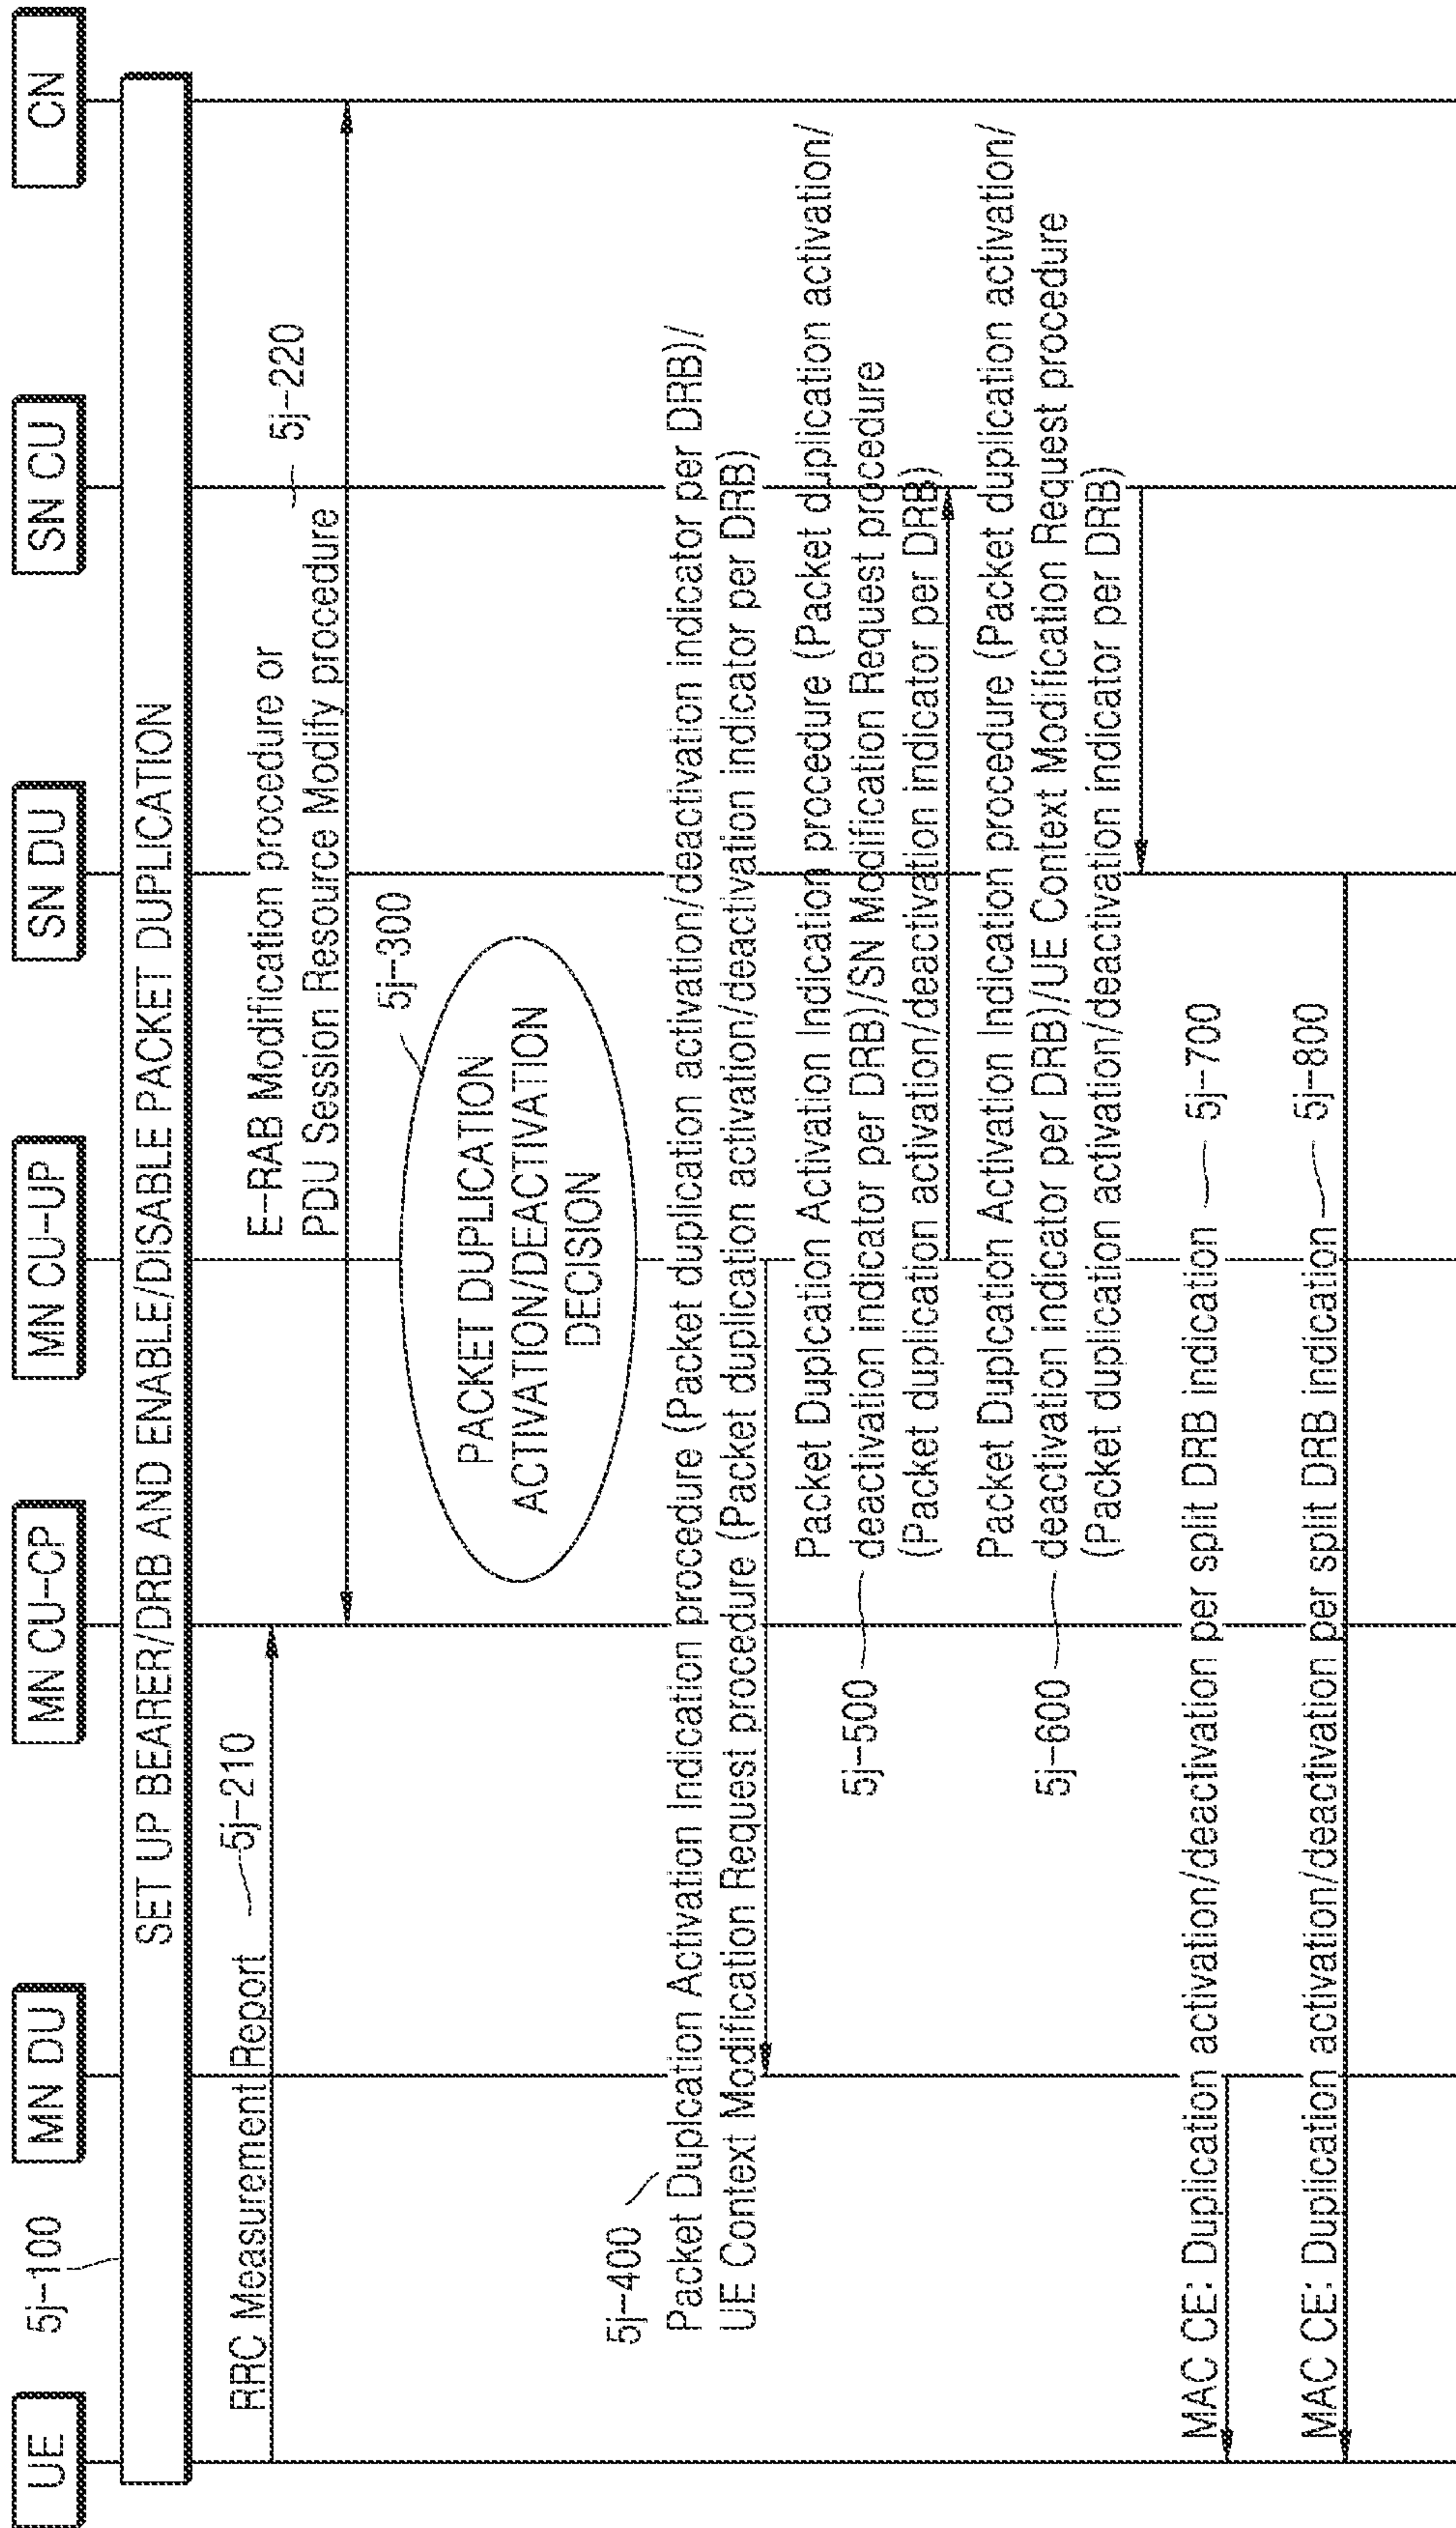 UE
MN DU
MN CU-CP
MN CU-UP
SN DU
SN CU
CN
5j-100
SET UP BEARER/DRB AND ENABLE/DISABLE PACKET DUPLICATION
RRC Measurement Report
5j-210
E-RAB Modification procedure or
PDU Session Resource Modify procedure
5j-220
5j-300
PACKET DUPLICATION
ACTIVATION/DEACTIVATION
DECISION
5j-400
Packet Duplcation Activation Indication procedure (Packet duplication activation/deactivation indicator per DRB)/
UE Context Modification Request procedure (Packet duplication activation/deactivation indicator per DRB)
5j-500
Packet Duplcation Activation Indication procedure (Packet duplication activation/
deactivation indicator per DRB)/SN Modification Request procedure
(Packet duplication activation/deactivation indicator per DRB)
5j-600
Packet Duplcation Activation Indication procedure (Packet duplication activation/
deactivation indicator per DRB)/UE Context Modification Request procedure
(Packet duplication activation/deactivation indicator per DRB)
MAC CE: Duplication activation/deactivation per split DRB indication
5j-700
MAC CE: Duplication activation/deactivation per split DRB indication
5j-800